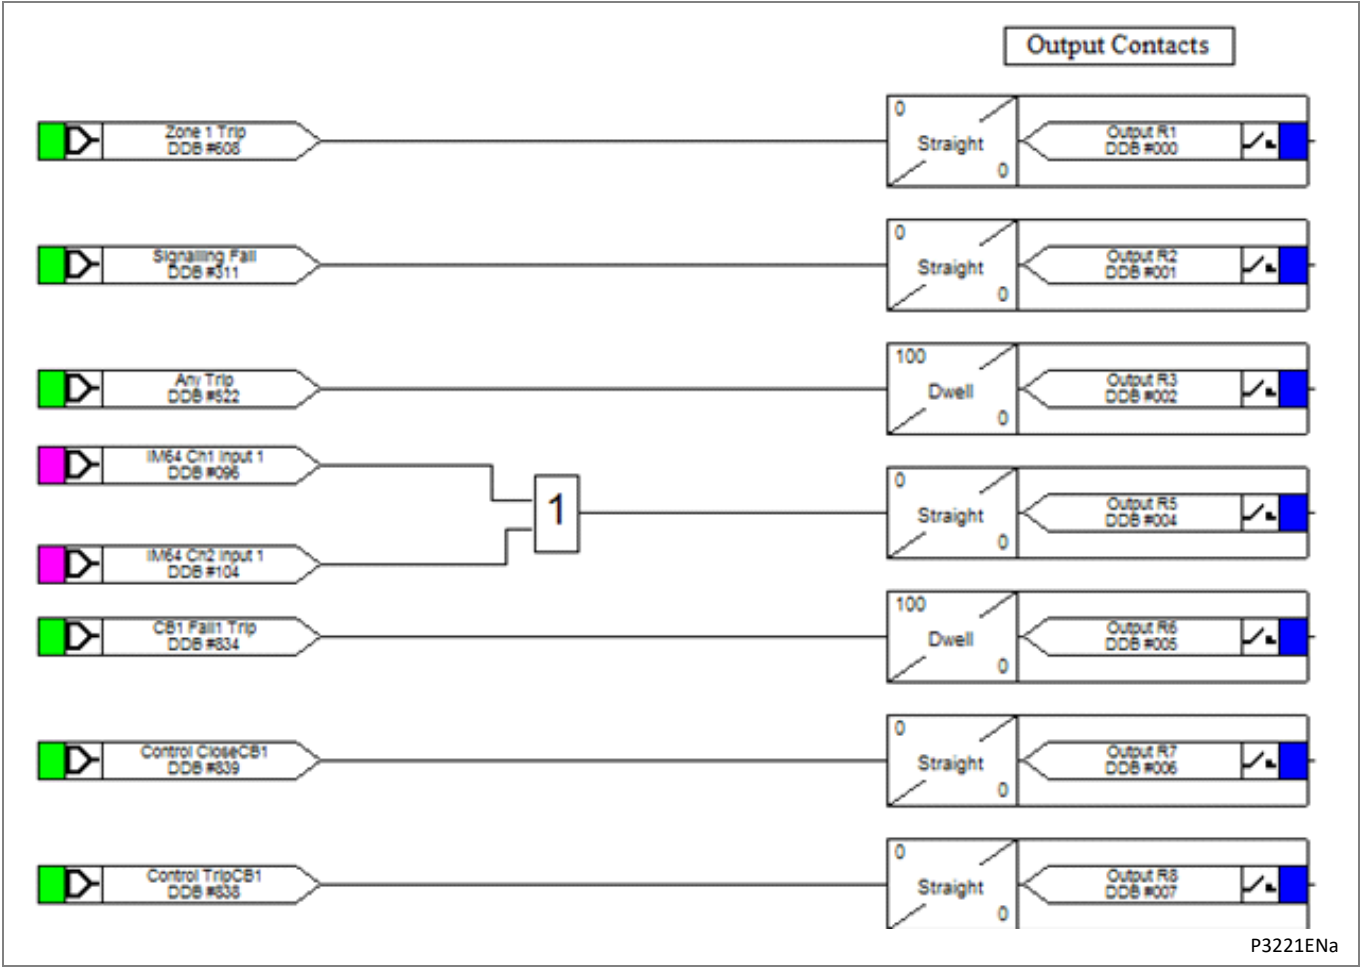 Output Contacts
Zone 1 Trip
DDB #608
0
Straight
0
Output R1
DDB #000
Signalling Fail
DDB #311
0
Straight
0
Output R2
DDB #001
Any Trip
DDB #522
100
Dwell
0
Output R3
DDB #002
IM64 Ch1 Input 1
DDB #096
IM64 Ch2 Input 1
DDB #104
1
0
Straight
0
Output R5
DDB #004
CB1 Fail1 Trip
DDB #834
100
Dwell
0
Output R6
DDB #005
Control CloseCB1
DDB #839
0
Straight
0
Output R7
DDB #006
Control TripCB1
DDB #838
0
Straight
0
Output R8
DDB #007
P3221ENa